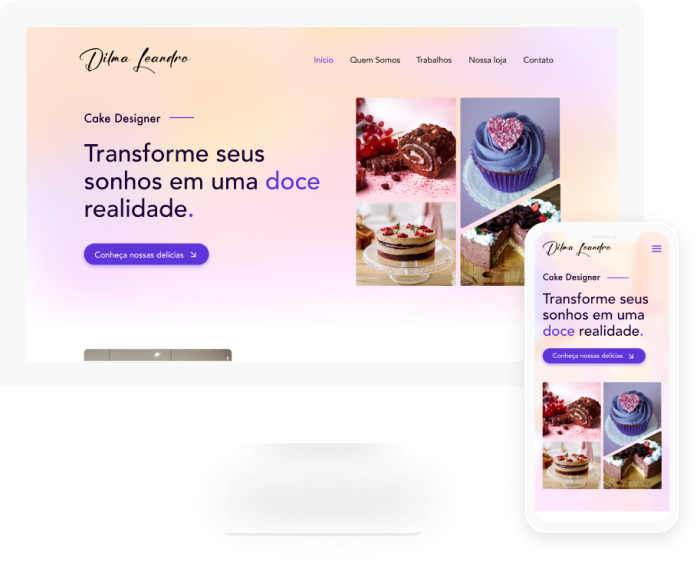 Dilma Leandro
Início Quem Somos Trabalhos Nossa loja Contato
Cake Designer
Transforme seus
sonhos em uma doce
realidade.
Conheça nossas delícias
Dilma Leandro
Cake Designer
Transforme seus
sonhos em uma
doce realidade.
Conheça nossas delícias